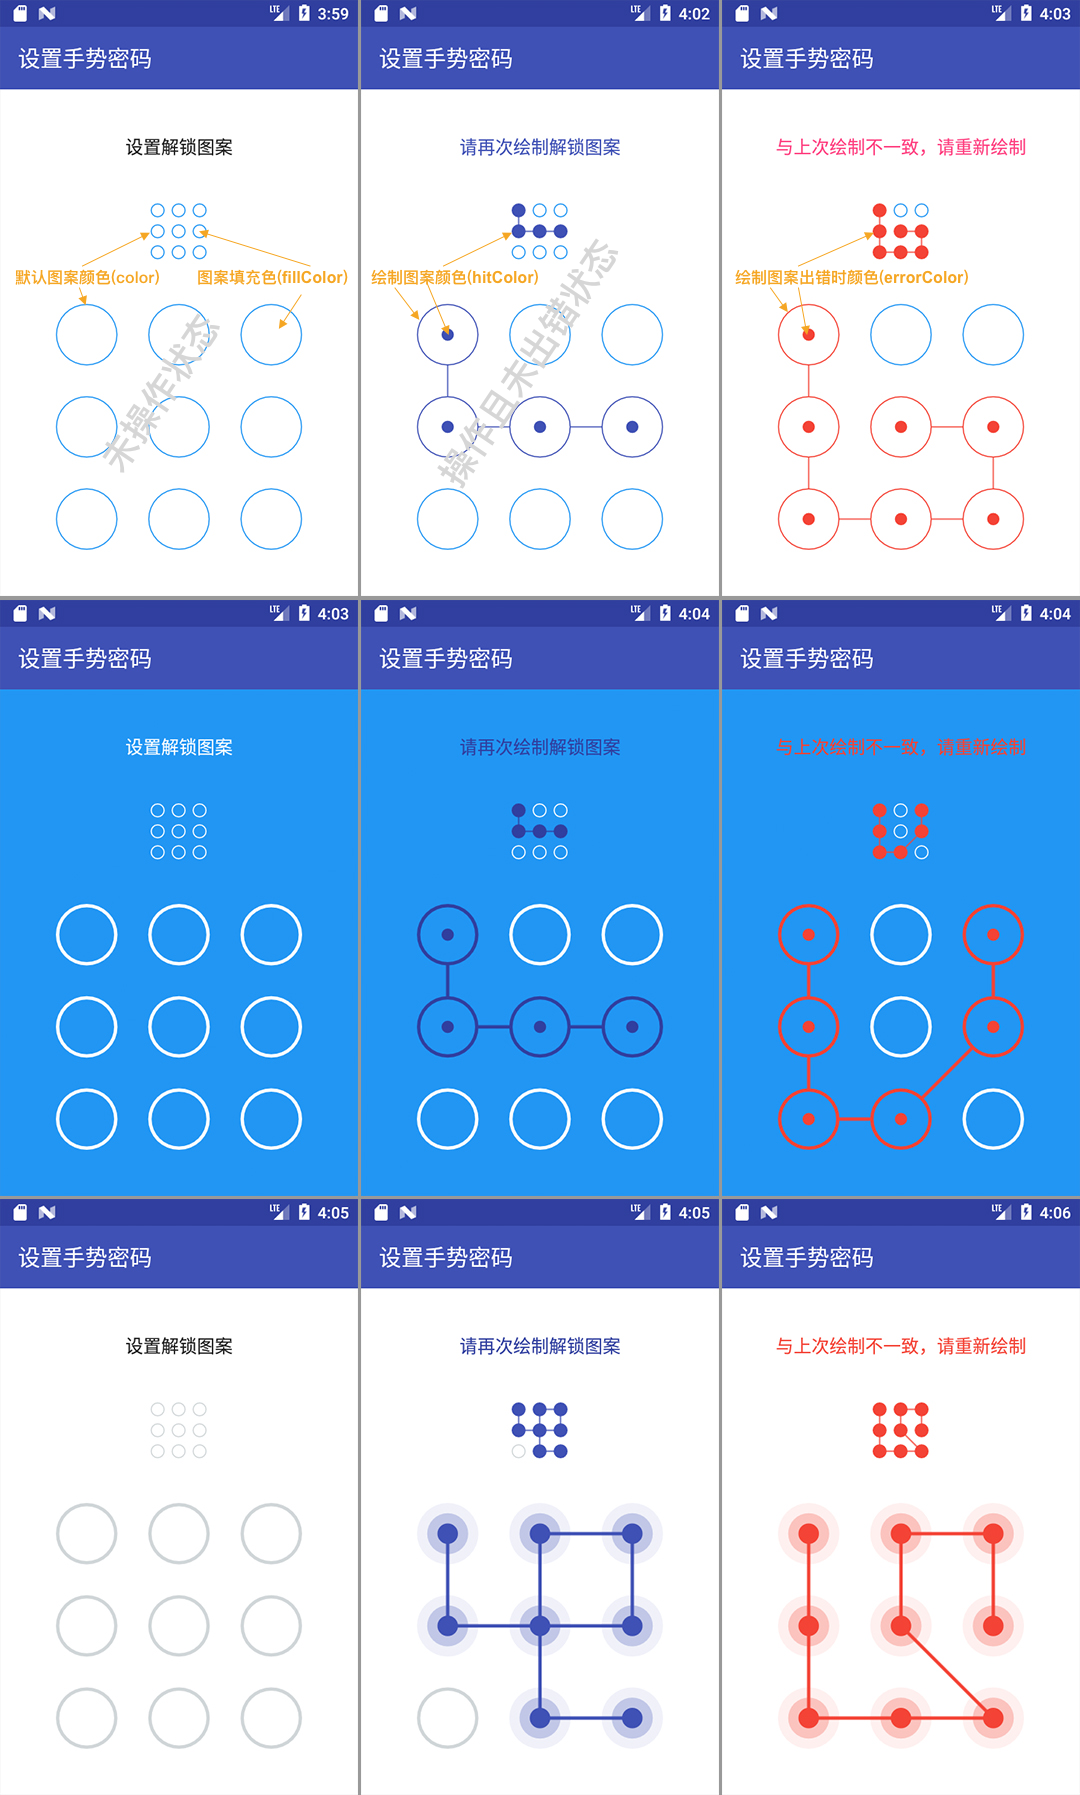 LTE 3:59
设置手势密码
设置解锁图案
默认图案颜色(color)
图案填充色(fillColor)
未操作状态
LTE 4:02
设置手势密码
请再次绘制解锁图案
绘制图案颜色(hitColor)
操作且未出错状态
LTE 4:03
设置手势密码
与上次绘制不一致，请重新绘制
绘制图案出错时颜色(errorColor)
LTE 4:03
设置手势密码
设置解锁图案
LTE 4:04
设置手势密码
请再次绘制解锁图案
LTE 4:04
设置手势密码
与上次绘制不一致，请重新绘制
LTE 4:05
设置手势密码
设置解锁图案
LTE 4:05
设置手势密码
请再次绘制解锁图案
LTE 4:06
设置手势密码
与上次绘制不一致，请重新绘制